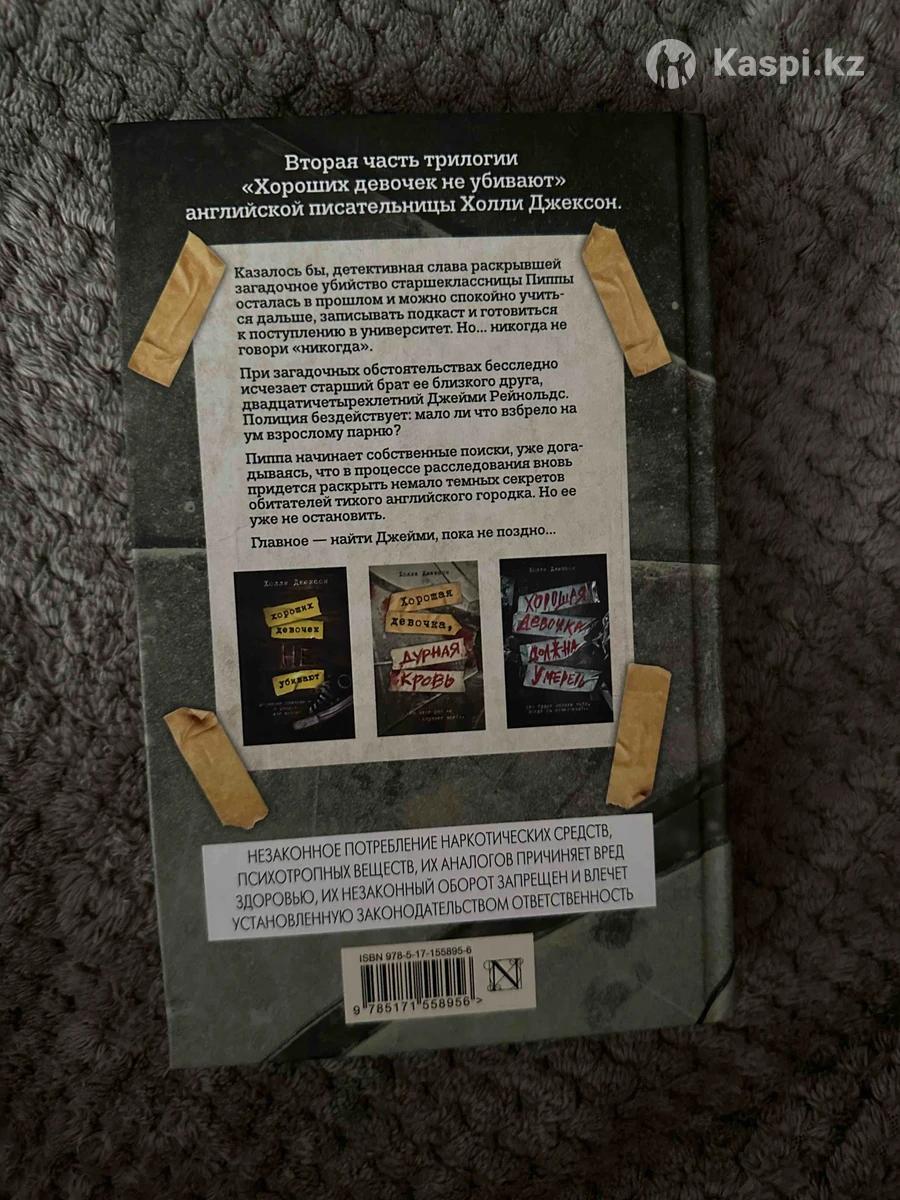 Kaspi.kz
Вторая часть трилогии
«Хороших девочек не убивают»
английской писательницы Холли Джексон.
Казалось бы, детективная слава раскрывшей
загадочное убийство старшеклассницы Пиппы
осталась в прошлом и можно спокойно учить-
ся дальше, записывать подкаст и готовиться
к поступлению в университет. Но... никогда не
говори «никогда».
При загадочных обстоятельствах бесследно
исчезает старший брат ее близкого друга,
двадцатичетырехлетний Джейми Рейнольдс.
Полиция бездействует: мало ли что взбрело на
ум взрослому парню?
Пиппа начинает собственные поиски, уже дога-
дываясь, что в процессе расследования вновь
придется раскрыть немало темных секретов
обитателей тихого английского городка. Но ее
уже не остановить.
Главное — найти Джейми, пока не поздно...
Холли Джексон
хороших
девочек
НЕ
убивают
Холли Джексон
Хорошая
девочка,
ДУРНАЯ
КРОВЬ
Холли Джексон
ХОРОШАЯ
ДЕВОЧКА
ДОЛЖНА
УМЕРЕТЬ
НЕЗАКОННОЕ ПОТРЕБЛЕНИЕ НАРКОТИЧЕСКИХ СРЕДСТВ,
ПСИХОТРОПНЫХ ВЕЩЕСТВ, ИХ АНАЛОГОВ ПРИЧИНЯЕТ ВРЕД
ЗДОРОВЬЮ, ИХ НЕЗАКОННЫЙ ОБОРОТ ЗАПРЕЩЕН И ВЛЕЧЕТ
УСТАНОВЛЕННУЮ ЗАКОНОДАТЕЛЬСТВОМ ОТВЕТСТВЕННОСТЬ
ISBN 978-5-17-155895-6
9 785171 558956 >
N